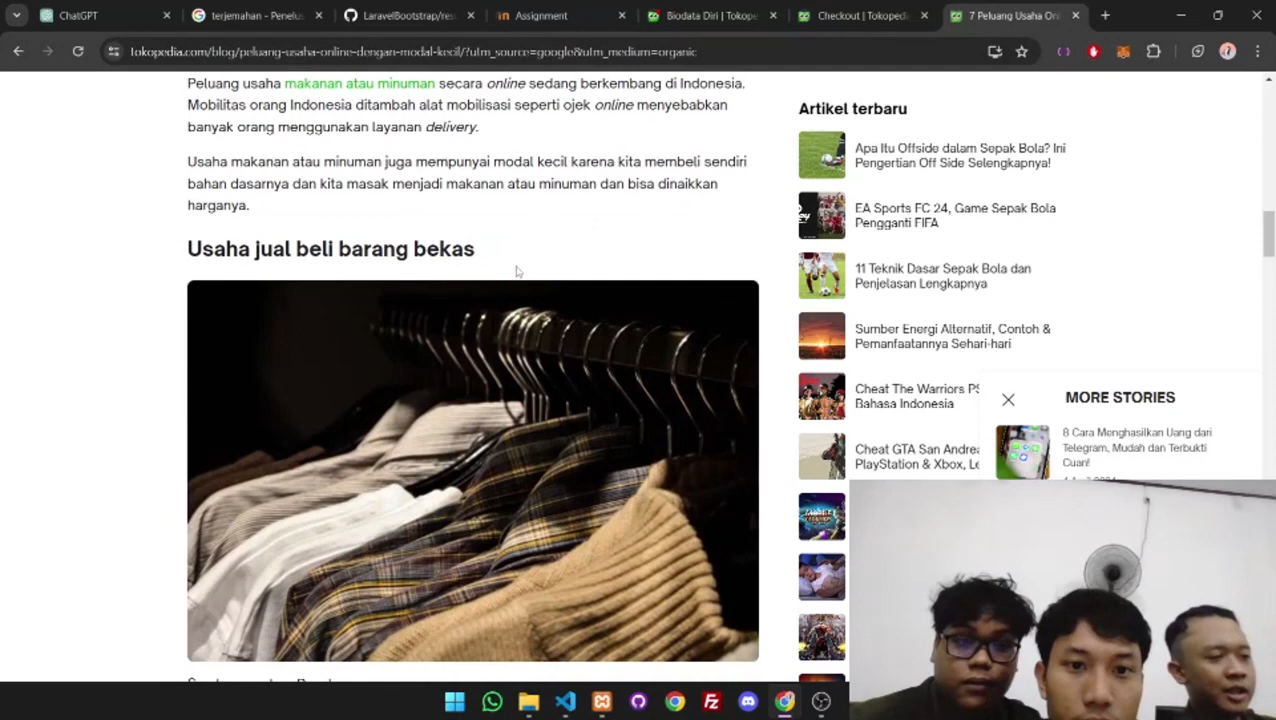 ChatGPT
terjemahan - Penelus
LaravelBootstrap/res
Assignment
Biodata Diri | Tokope
Checkout | Tokopedi
7 Peluang Usaha On
tokopedia.com/blog/peluang-usaha-online-dengan-modal-kecil/?utm_source=google&utm_medium=organic
Peluang usaha makanan atau minuman secara online sedang berkembang di Indonesia.
Mobilitas orang Indonesia ditambah alat mobilisasi seperti ojek online menyebabkan
banyak orang menggunakan layanan delivery.
Usaha makanan atau minuman juga mempunyai modal kecil karena kita membeli sendiri
bahan dasarnya dan kita masak menjadi makanan atau minuman dan bisa dinaikkan
harganya.
Usaha jual beli barang bekas
Artikel terbaru
Apa Itu Offside dalam Sepak Bola? Ini
Pengertian Off Side Selengkapnya!
EA Sports FC 24, Game Sepak Bola
Pengganti FIFA
11 Teknik Dasar Sepak Bola dan
Penjelasan Lengkapnya
Sumber Energi Alternatif, Contoh &
Pemanfaatannya Sehari-hari
Cheat The Warriors PS
Bahasa Indonesia
Cheat GTA San Andrea
PlayStation & Xbox, Le
MORE STORIES
8 Cara Menghasilkan Uang dari
Telegram, Mudah dan Terbukti
Cuan!